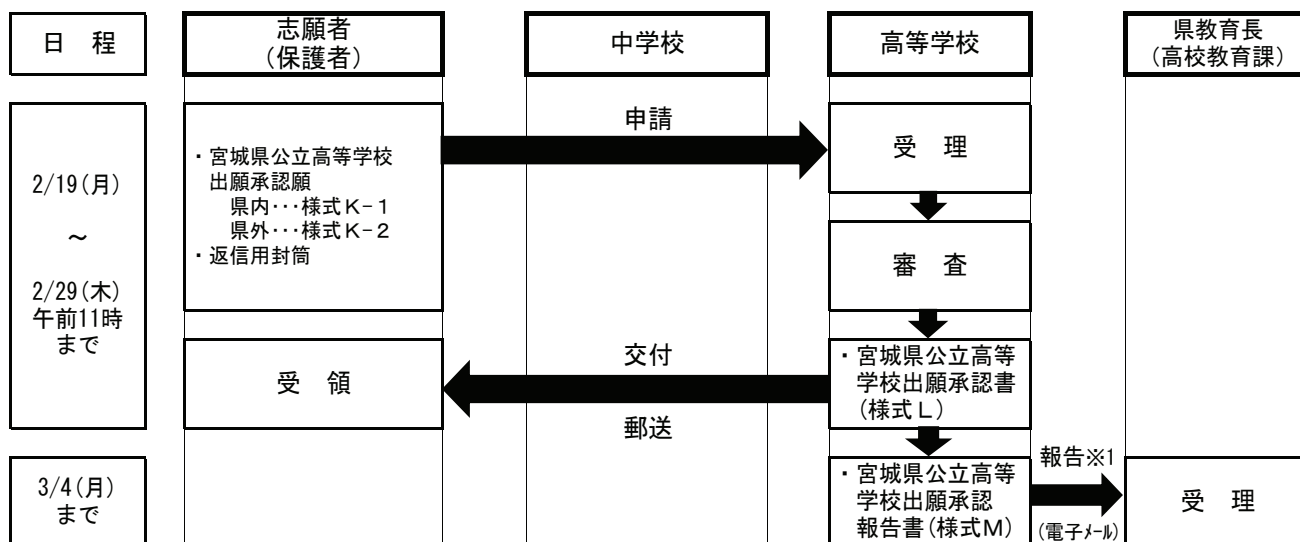 日　程
志願者
(保護者)
中学校
高等学校
県教育長
(高校教育課)
2/19(月)
～
2/29(木)
午前11時
まで
・宮城県公立高等学校
出願承認願
県内･･･様式Ｋ-１
県外･･･様式Ｋ-２
・返信用封筒
申請
受　理
審　査
交付
郵送
受　領
・宮城県公立高等
学校出願承認書
(様式Ｌ)
3/4(月)
まで
・宮城県公立高等
学校出願承認
報告書(様式Ｍ)
報告※1
(電子ﾒｰﾙ)
受　理